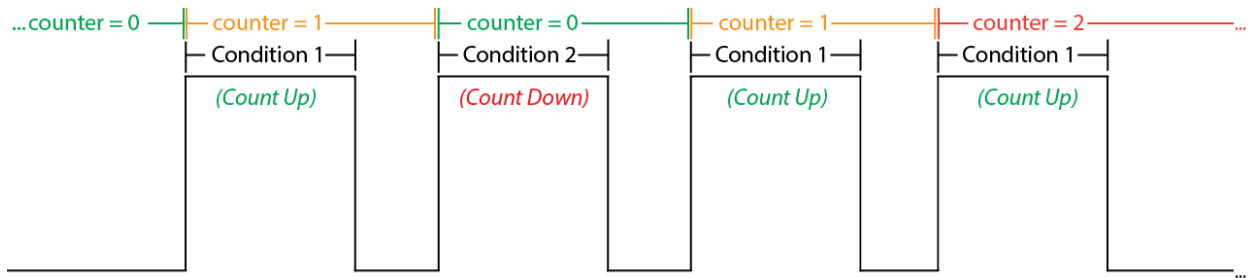 ...counter = 0 counter = 1 counter = 0 counter = 1 counter = 2 ...
Condition 1 Condition 2 Condition 1 Condition 1
(Count Up) (Count Down) (Count Up) (Count Up)
...